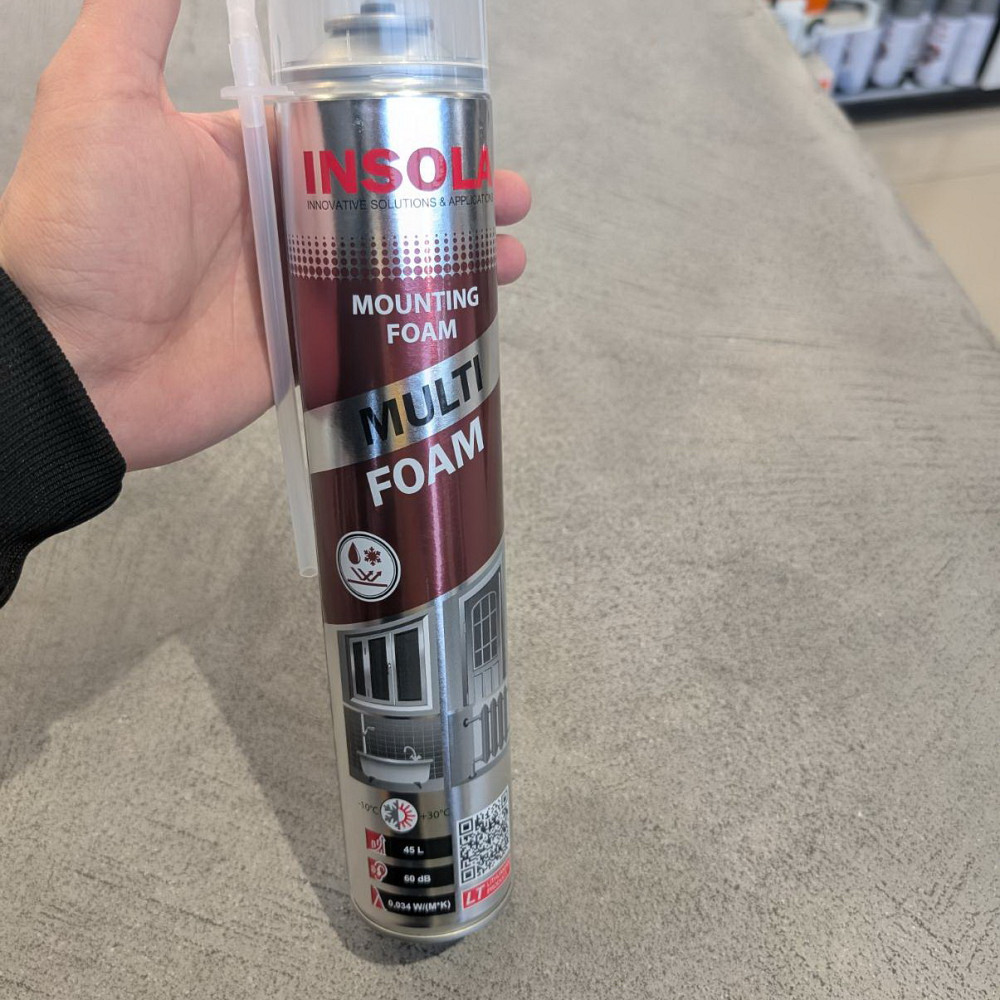 INSOLA
INNOVATIVE SOLUTIONS & APPLICATIONS
MOUNTING
FOAM
MULTI
FOAM
-10°C
+30°C
45 L
60 dB
0,034 W/(M*K)
LT